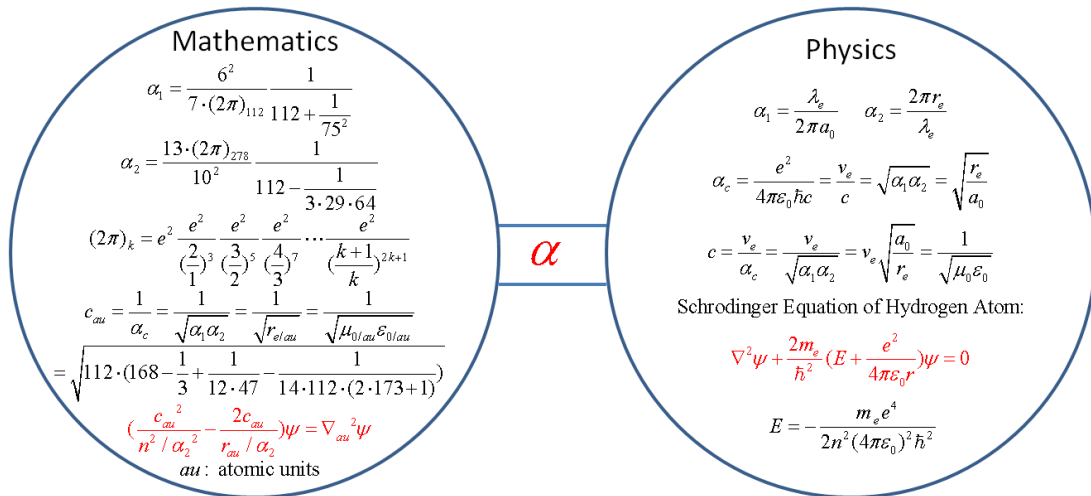 Mathematics
α₁ = 6² / (7·(2π)₁₁₂) · 1 / (112 + 1/75²)
α₂ = 13·(2π)₂₇₈ / 10² · 1 / (112 − 1/(3·29·64))
(2π)ₖ = e² · e²/(2/1)³ · e²/(3/2)⁵ · e²/(4/3)⁷ ··· e²/((k+1)/k)²ᵏ⁺¹
c_au = 1/α_c = 1/√(α₁α₂) = 1/√(r_e/au) = 1/√(μ_0/au ε_0/au)
= √(112·(168 − 1/3 + 1/(12·47) − 1/(14·112·(2·173+1))))
(c_au² / (n²/α₂²) − 2c_au / (r_au/α₂))ψ = ∇_au²ψ
au: atomic units
α
Physics
α₁ = λ_e / (2πa₀)   α₂ = 2πr_e / λ_e
α_c = e² / (4πε₀ħc) = v_e/c = √(α₁α₂) = √(r_e/a₀)
c = v_e/α_c = v_e/√(α₁α₂) = v_e√(a₀/r_e) = 1/√(μ₀ε₀)
Schrodinger Equation of Hydrogen Atom:
∇²ψ + 2m_e/ħ² (E + e²/(4πε₀r))ψ = 0
E = − m_e e⁴ / (2n²(4πε₀)²ħ²)